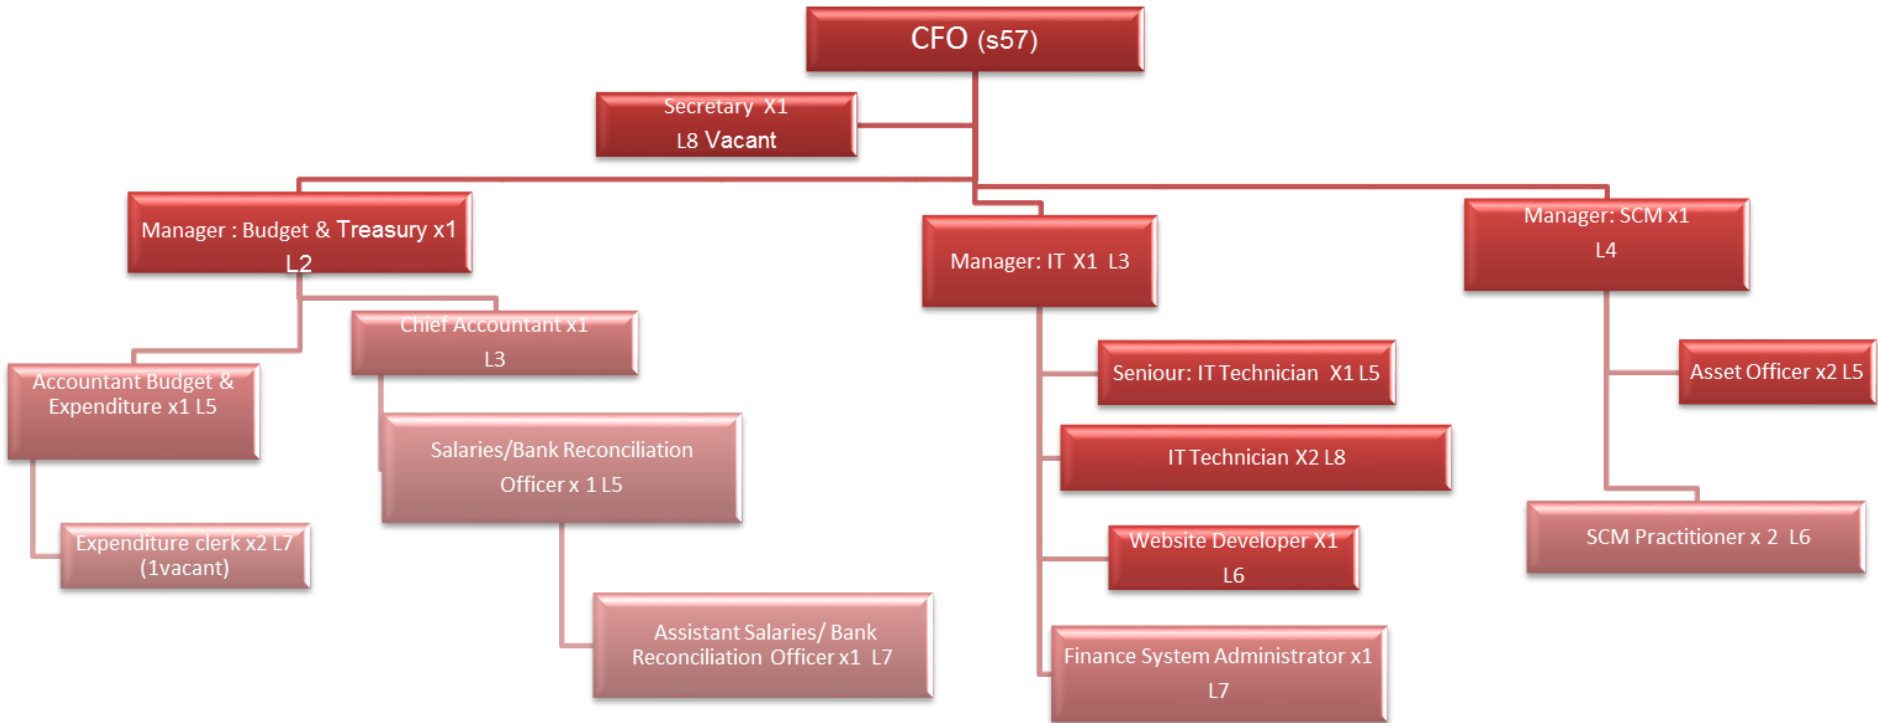 CFO (s57)
Secretary X1
L8 Vacant
Manager : Budget & Treasury x1
L2
Manager: IT X1 L3
Manager: SCM x1
L4
Chief Accountant x1
L3
Accountant Budget &
Expenditure x1 L5
Salaries/Bank Reconciliation
Officer x 1 L5
Expenditure clerk x2 L7
(1vacant)
Assistant Salaries/ Bank
Reconciliation Officer x1 L7
Seniour: IT Technician X1 L5
IT Technician X2 L8
Website Developer X1
L6
Finance System Administrator x1
L7
Asset Officer x2 L5
SCM Practitioner x 2 L6